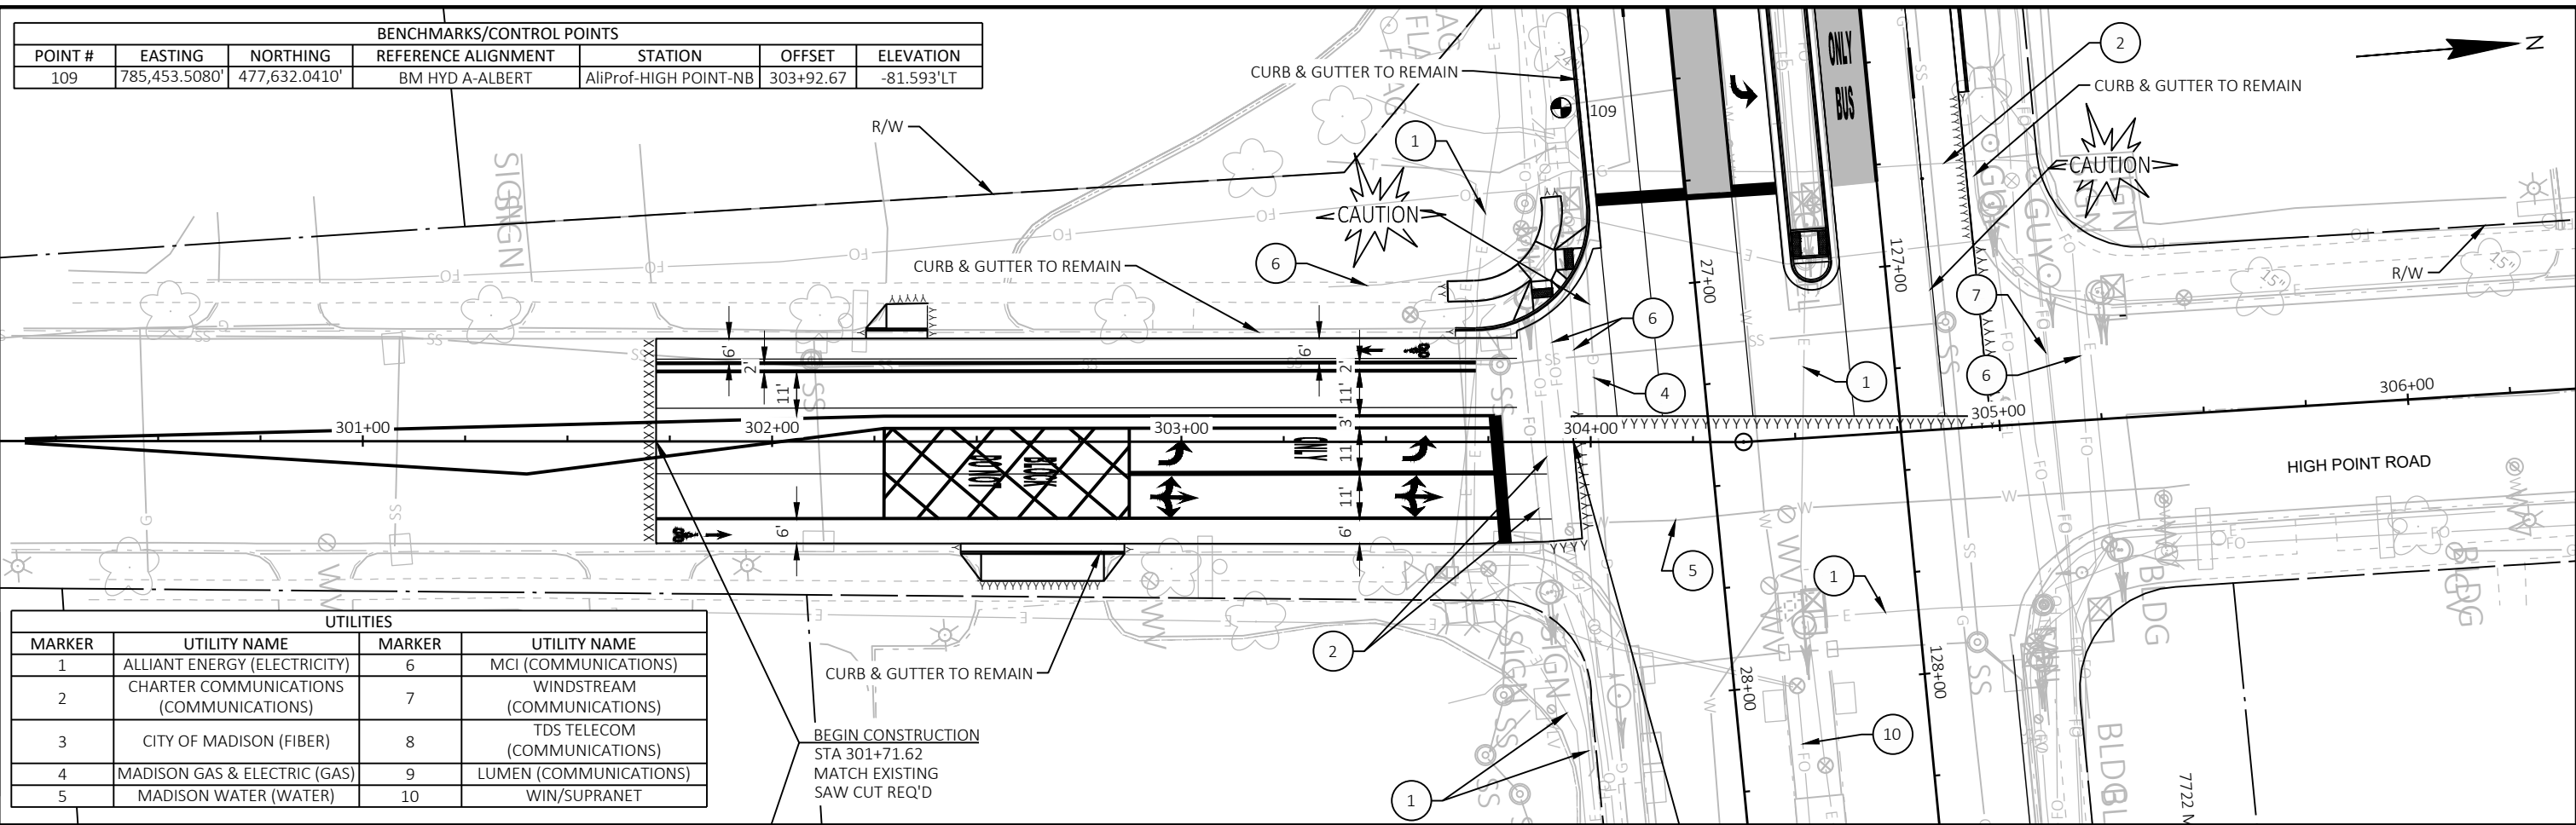 BENCHMARKS/CONTROL POINTS
POINT # EASTING NORTHING REFERENCE ALIGNMENT STATION OFFSET ELEVATION
109 785,453.5080' 477,632.0410' BM HYD A-ALBERT AliProf-HIGH POINT-NB 303+92.67 -81.593'LT
R/W
CURB & GUTTER TO REMAIN
109
1
ONLY
BUS
2
CURB & GUTTER TO REMAIN
N
CAUTION
CAUTION
SIGN
CURB & GUTTER TO REMAIN
6
6
4
27+00
127+00
1
7
6
R/W
15"
15"
24"
6'
2'
11'
6'
2'
11'
3'
11
11'
6'
6'
301+00
302+00
303+00
304+00
305+00
306+00
ONLY
HIGH POINT ROAD
5
1
2
1
10
28+00
128+00
BLDG
BLDG
SIGN
CURB & GUTTER TO REMAIN
BEGIN CONSTRUCTION
STA 301+71.62
MATCH EXISTING
SAW CUT REQ'D
7722 M
UTILITIES
MARKER UTILITY NAME MARKER UTILITY NAME
1 ALLIANT ENERGY (ELECTRICITY) 6 MCI (COMMUNICATIONS)
2 CHARTER COMMUNICATIONS (COMMUNICATIONS) 7 WINDSTREAM (COMMUNICATIONS)
3 CITY OF MADISON (FIBER) 8 TDS TELECOM (COMMUNICATIONS)
4 MADISON GAS & ELECTRIC (GAS) 9 LUMEN (COMMUNICATIONS)
5 MADISON WATER (WATER) 10 WIN/SUPRANET